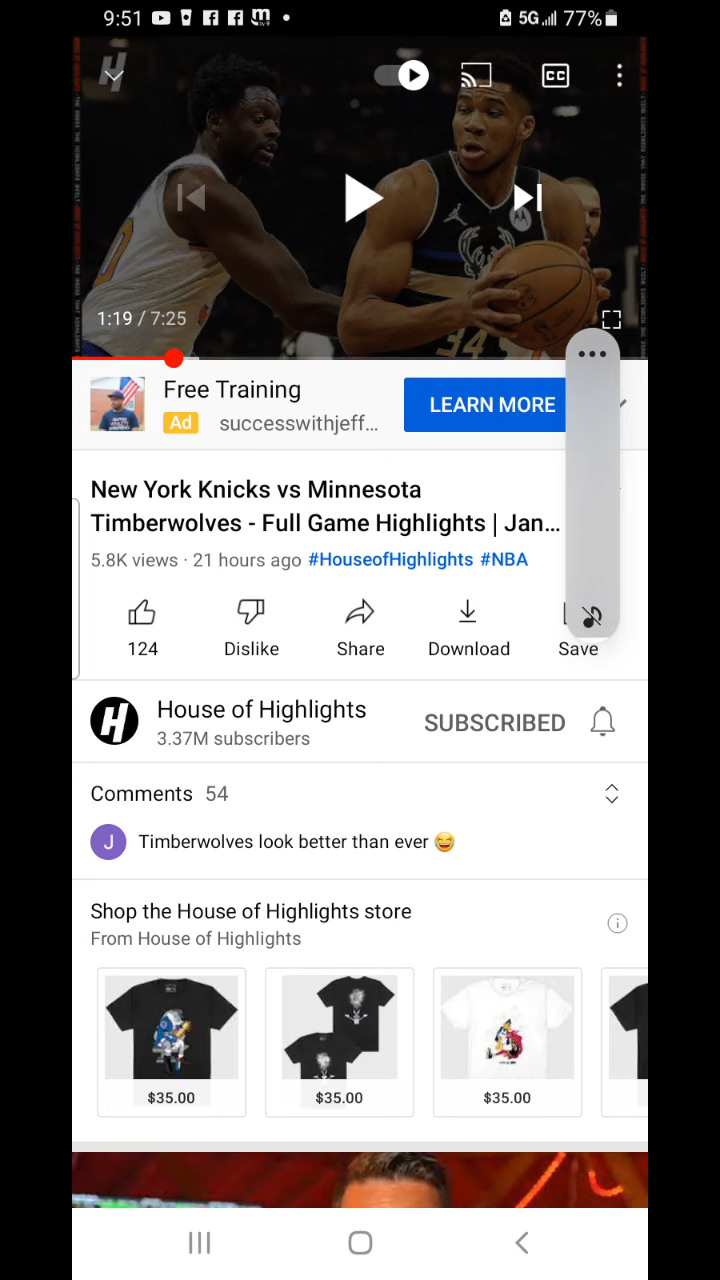 9:51
5G 77%
CC
34
1:19 / 7:25
Free Training
Ad successwithjeff...
LEARN MORE
New York Knicks vs Minnesota
Timberwolves - Full Game Highlights | Jan...
5.8K views · 21 hours ago #HouseofHighlights #NBA
124 Dislike Share Download Save
H House of Highlights
3.37M subscribers
SUBSCRIBED
Comments 54
J Timberwolves look better than ever 😂
Shop the House of Highlights store
From House of Highlights
$35.00 $35.00 $35.00